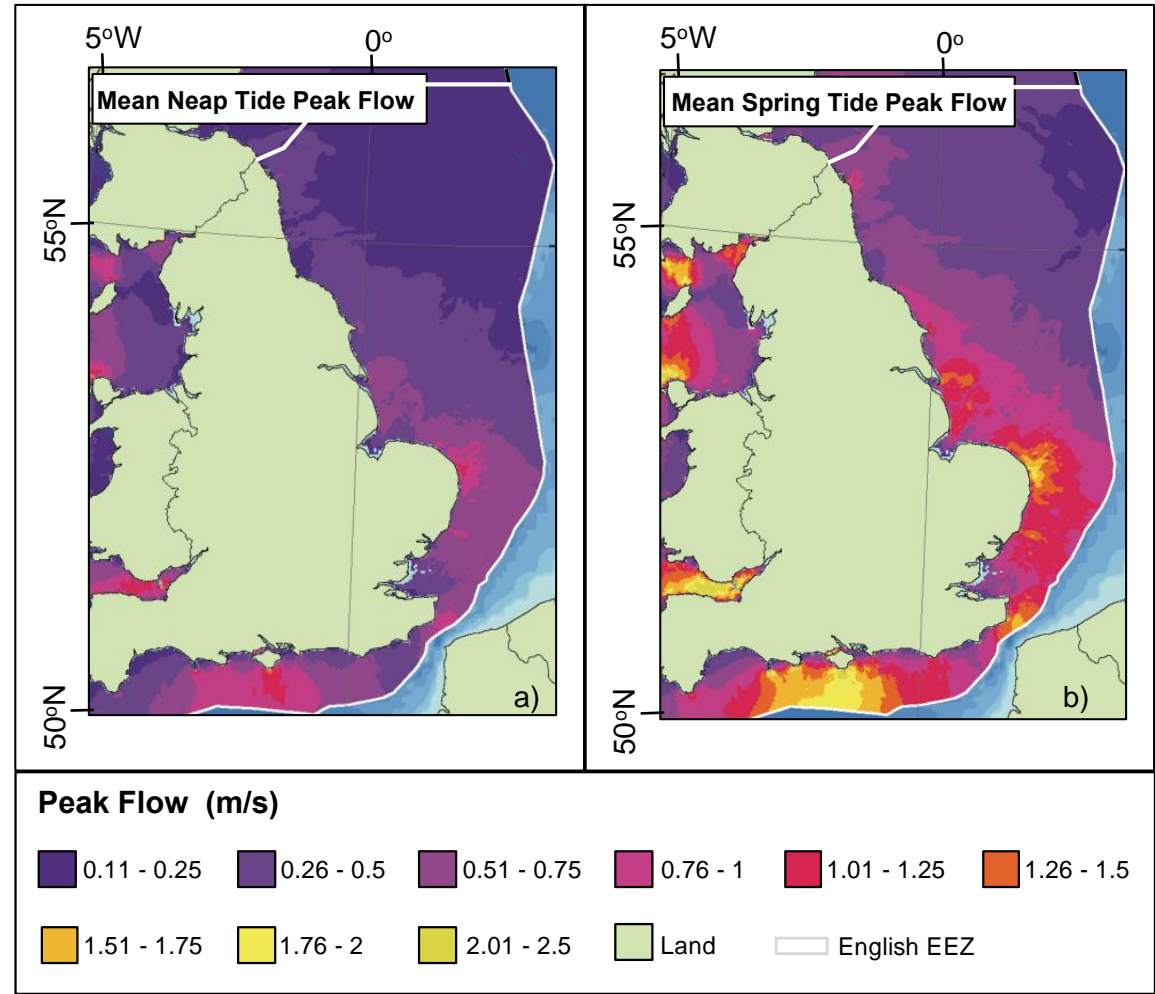 5oW 0o
Mean Neap Tide Peak Flow
55oN
50oN
a)
5oW 0o
Mean Spring Tide Peak Flow
55oN
50oN
b)
Peak Flow (m/s)
0.11 - 0.25 0.26 - 0.5 0.51 - 0.75 0.76 - 1 1.01 - 1.25 1.26 - 1.5
1.51 - 1.75 1.76 - 2 2.01 - 2.5 Land English EEZ